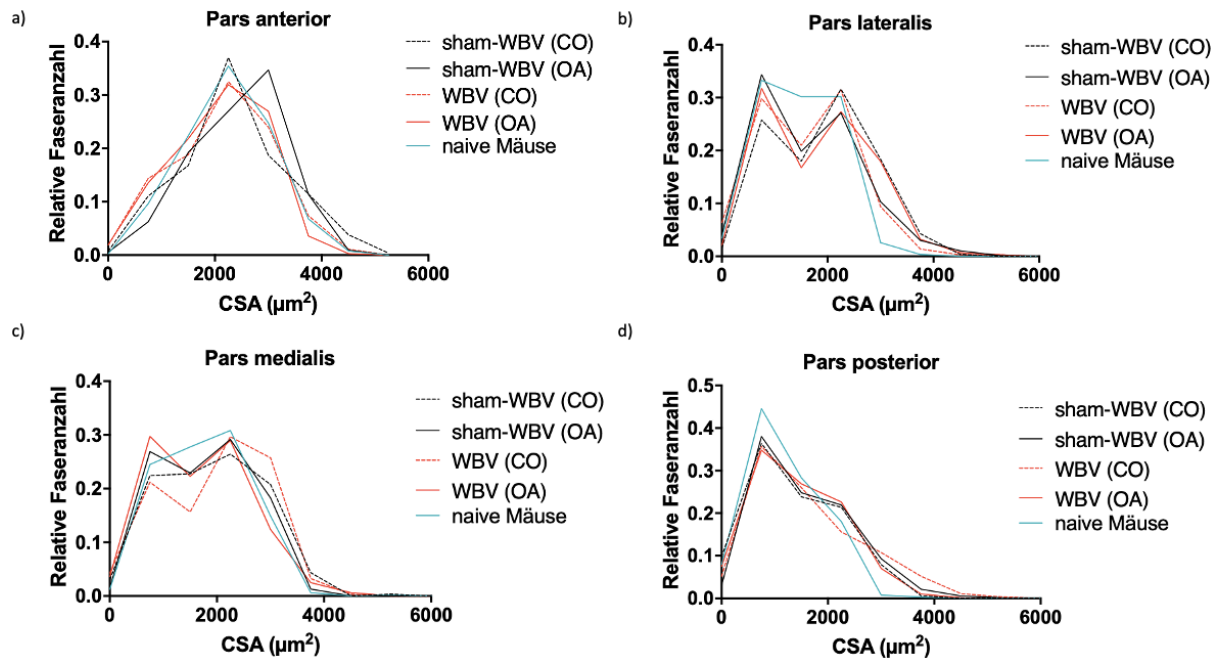 a)
Pars anterior
Relative Faseranzahl
0.4
0.3
0.2
0.1
0.0
0
2000
4000
6000
CSA (µm²)
sham-WBV (CO)
sham-WBV (OA)
WBV (CO)
WBV (OA)
naive Mäuse
b)
Pars lateralis
Relative Faseranzahl
0.4
0.3
0.2
0.1
0.0
0
2000
4000
6000
CSA (µm²)
sham-WBV (CO)
sham-WBV (OA)
WBV (CO)
WBV (OA)
naive Mäuse
c)
Pars medialis
Relative Faseranzahl
0.4
0.3
0.2
0.1
0.0
0
2000
4000
6000
CSA (µm²)
sham-WBV (CO)
sham-WBV (OA)
WBV (CO)
WBV (OA)
naive Mäuse
d)
Pars posterior
Relative Faseranzahl
0.5
0.4
0.3
0.2
0.1
0.0
0
2000
4000
6000
CSA (µm²)
sham-WBV (CO)
sham-WBV (OA)
WBV (CO)
WBV (OA)
naive Mäuse